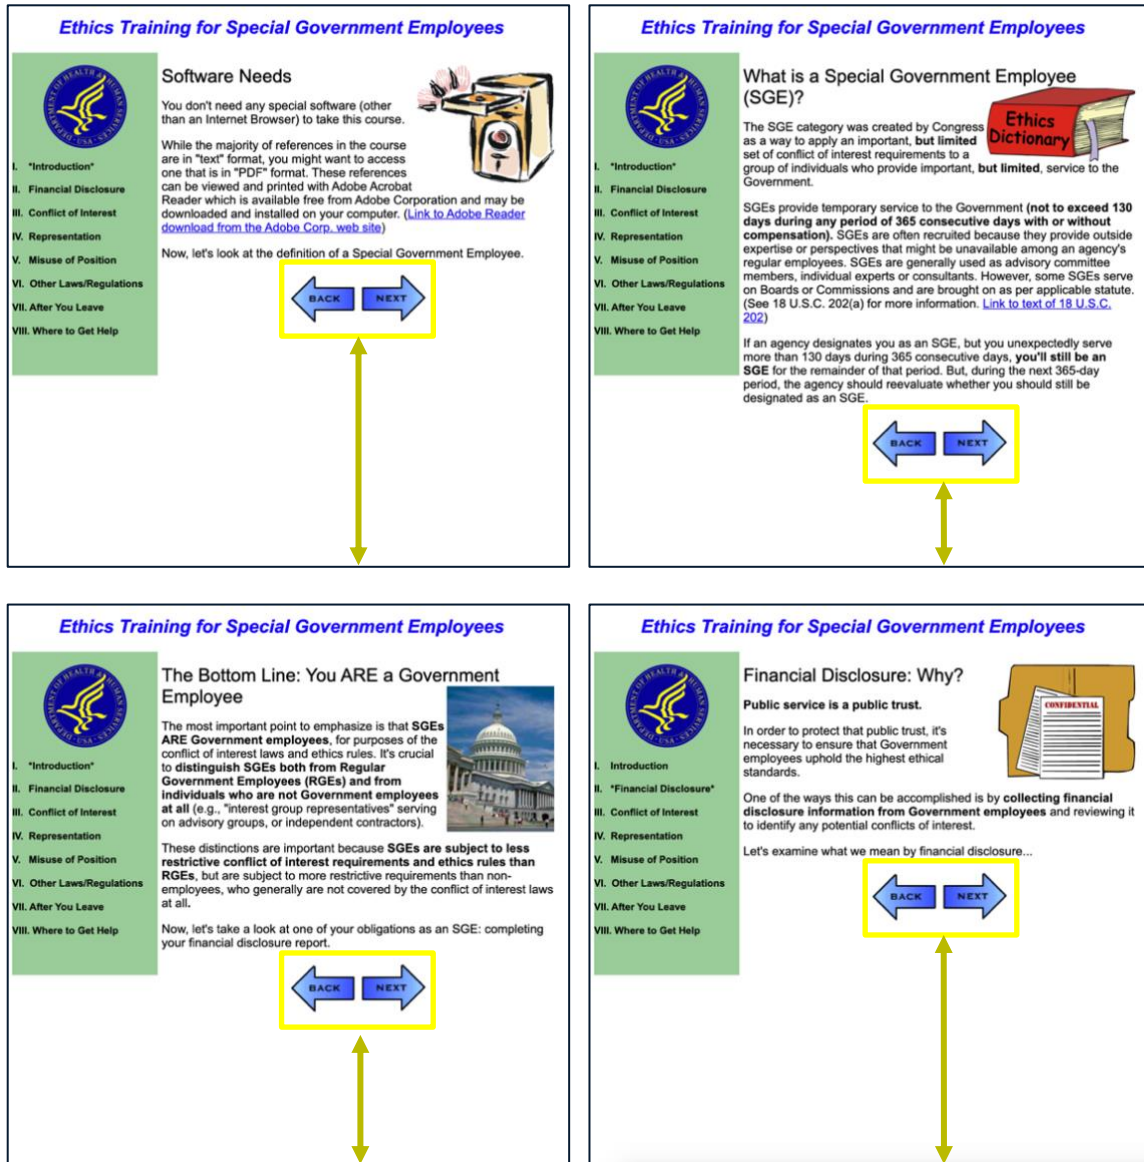 Ethics Training for Special Government Employees
DEPARTMENT OF HEALTH & HUMAN SERVICES · USA
I. *Introduction*
II. Financial Disclosure
III. Conflict of Interest
IV. Representation
V. Misuse of Position
VI. Other Laws/Regulations
VII. After You Leave
VIII. Where to Get Help
Software Needs
You don't need any special software (other
than an Internet Browser) to take this course.
While the majority of references in the course
are in "text" format, you might want to access
one that is in "PDF" format. These references
can be viewed and printed with Adobe Acrobat
Reader which is available free from Adobe Corporation and may be
downloaded and installed on your computer. (Link to Adobe Reader
download from the Adobe Corp. web site)
Now, let's look at the definition of a Special Government Employee.
BACK NEXT
Ethics Training for Special Government Employees
DEPARTMENT OF HEALTH & HUMAN SERVICES · USA
I. *Introduction*
II. Financial Disclosure
III. Conflict of Interest
IV. Representation
V. Misuse of Position
VI. Other Laws/Regulations
VII. After You Leave
VIII. Where to Get Help
What is a Special Government Employee
(SGE)?
Ethics
Dictionary
The SGE category was created by Congress
as a way to apply an important, but limited
set of conflict of interest requirements to a
group of individuals who provide important, but limited, service to the
Government.
SGEs provide temporary service to the Government (not to exceed 130
days during any period of 365 consecutive days with or without
compensation). SGEs are often recruited because they provide outside
expertise or perspectives that might be unavailable among an agency's
regular employees. SGEs are generally used as advisory committee
members, individual experts or consultants. However, some SGEs serve
on Boards or Commissions and are brought on as per applicable statute.
(See 18 U.S.C. 202(a) for more information. Link to text of 18 U.S.C.
202)
If an agency designates you as an SGE, but you unexpectedly serve
more than 130 days during 365 consecutive days, you'll still be an
SGE for the remainder of that period. But, during the next 365-day
period, the agency should reevaluate whether you should still be
designated as an SGE.
BACK NEXT
Ethics Training for Special Government Employees
DEPARTMENT OF HEALTH & HUMAN SERVICES · USA
I. *Introduction*
II. Financial Disclosure
III. Conflict of Interest
IV. Representation
V. Misuse of Position
VI. Other Laws/Regulations
VII. After You Leave
VIII. Where to Get Help
The Bottom Line: You ARE a Government
Employee
The most important point to emphasize is that SGEs
ARE Government employees, for purposes of the
conflict of interest laws and ethics rules. It's crucial
to distinguish SGEs both from Regular
Government Employees (RGEs) and from
individuals who are not Government employees
at all (e.g., "interest group representatives" serving
on advisory groups, or independent contractors).
These distinctions are important because SGEs are subject to less
restrictive conflict of interest requirements and ethics rules than
RGEs, but are subject to more restrictive requirements than non-
employees, who generally are not covered by the conflict of interest laws
at all.
Now, let's take a look at one of your obligations as an SGE: completing
your financial disclosure report.
BACK NEXT
Ethics Training for Special Government Employees
DEPARTMENT OF HEALTH & HUMAN SERVICES · USA
I. Introduction
II. *Financial Disclosure*
III. Conflict of Interest
IV. Representation
V. Misuse of Position
VI. Other Laws/Regulations
VII. After You Leave
VIII. Where to Get Help
Financial Disclosure: Why?
CONFIDENTIAL
Public service is a public trust.
In order to protect that public trust, it's
necessary to ensure that Government
employees uphold the highest ethical
standards.
One of the ways this can be accomplished is by collecting financial
disclosure information from Government employees and reviewing it
to identify any potential conflicts of interest.
Let's examine what we mean by financial disclosure...
BACK NEXT